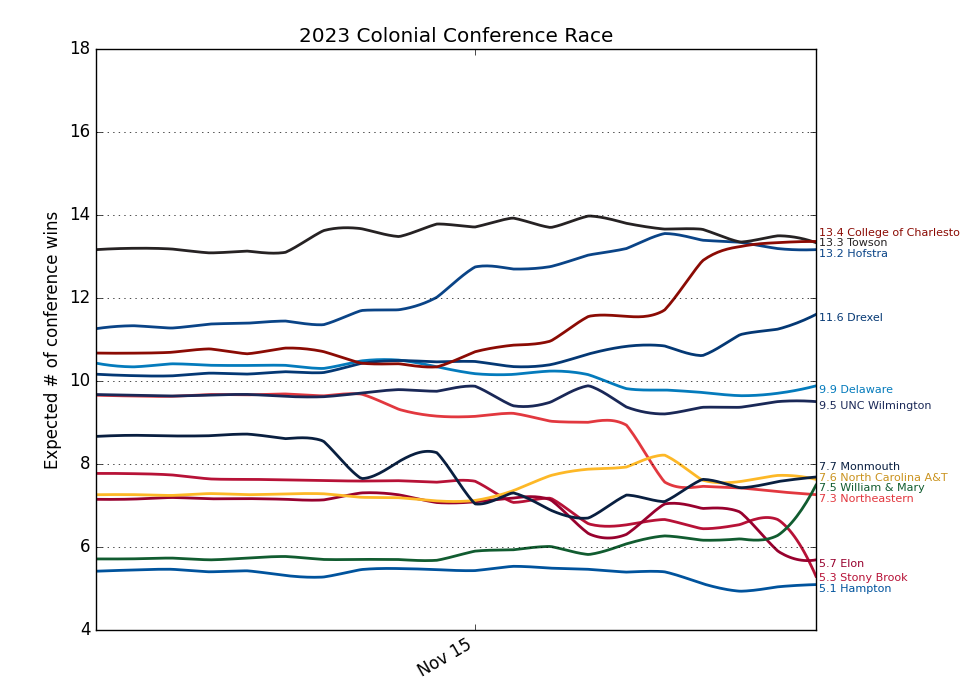 2023 Colonial Conference Race
Expected # of conference wins
18
16
14
12
10
8
6
4
Nov 15
13.4 College of Charlesto
13.3 Towson
13.2 Hofstra
11.6 Drexel
9.9 Delaware
9.5 UNC Wilmington
7.7 Monmouth
7.6 North Carolina A&T
7.5 William & Mary
7.3 Northeastern
5.7 Elon
5.3 Stony Brook
5.1 Hampton